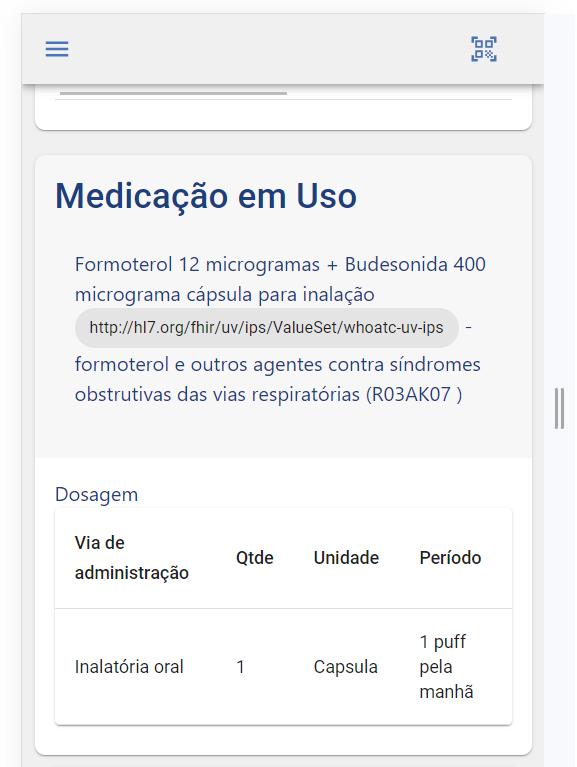 Medicação em Uso
Formoterol 12 microgramas + Budesonida 400
micrograma cápsula para inalação
http://hl7.org/fhir/uv/ips/ValueSet/whoatc-uv-ips -
formoterol e outros agentes contra síndromes
obstrutivas das vias respiratórias (R03AK07 )
Dosagem
Via de administração Qtde Unidade Período
Inalatória oral 1 Capsula 1 puff pela manhã